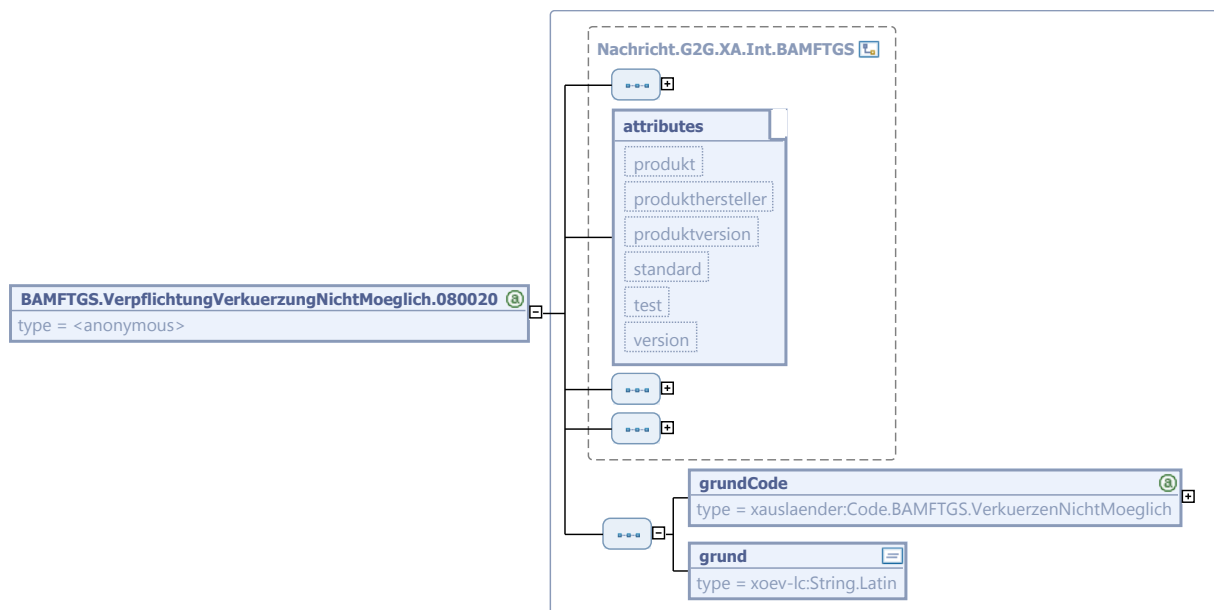 Nachricht.G2G.XA.Int.BAMFTGS
attributes
produkt
produkthersteller
produktversion
standard
test
version
BAMFTGS.VerpflichtungVerkuerzungNichtMoeglich.080020
type = <anonymous>
grundCode
type = xauslaender:Code.BAMFTGS.VerkuerzenNichtMoeglich
grund
type = xoev-lc:String.Latin